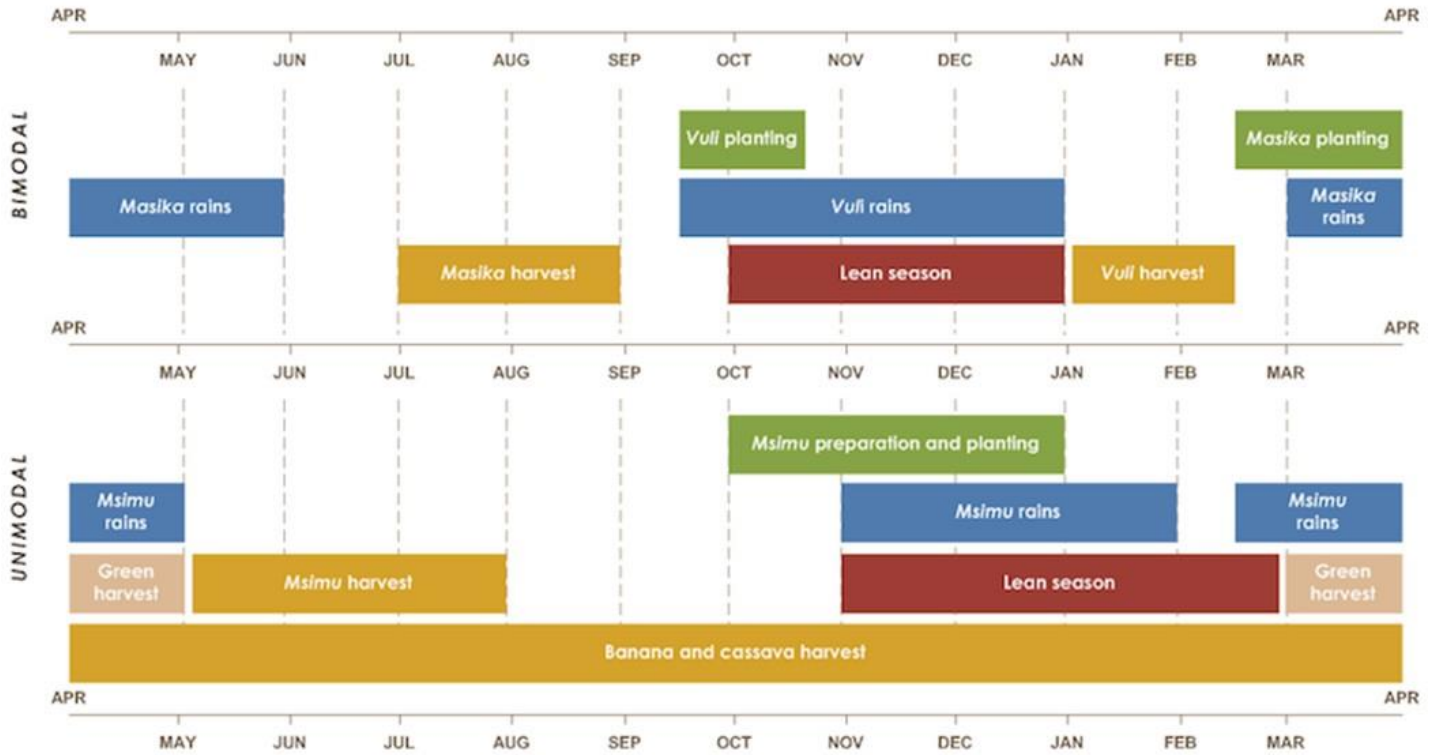 APR APR
MAY JUN JUL AUG SEP OCT NOV DEC JAN FEB MAR
BIMODAL
Vuli planting
Masika planting
Masika rains
Vuli rains
Masika
rains
Masika harvest
Lean season
Vuli harvest
APR APR
MAY JUN JUL AUG SEP OCT NOV DEC JAN FEB MAR
UNIMODAL
Msimu preparation and planting
Msimu
rains
Msimu rains
Msimu
rains
Green
harvest
Msimu harvest
Lean season
Green
harvest
Banana and cassava harvest
APR APR
MAY JUN JUL AUG SEP OCT NOV DEC JAN FEB MAR